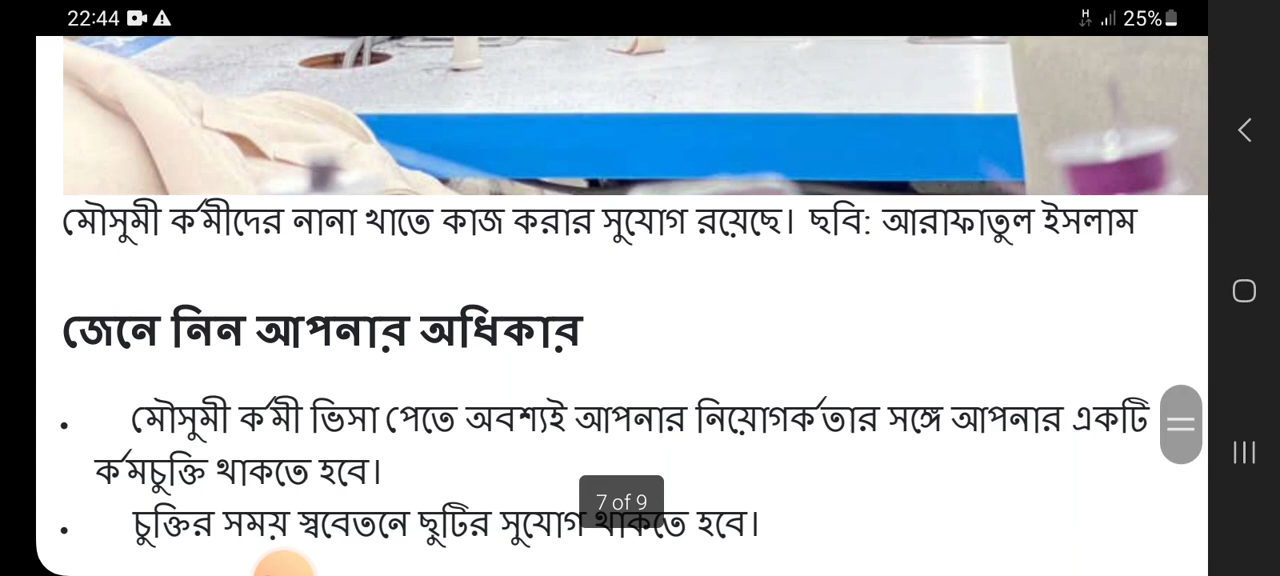 22:44
H 25%
মৌসুমী কর্মীদের নানা খাতে কাজ করার সুযোগ রয়েছে। ছবি: আরাফাতুল ইসলাম
জেনে নিন আপনার অধিকার
• মৌসুমী কর্মী ভিসা পেতে অবশ্যই আপনার নিয়োগকর্তার সঙ্গে আপনার একটি
কর্মচুক্তি থাকতে হবে।
7 of 9
• চুক্তির সময় স্ববেতনে ছুটির সুযোগ থাকতে হবে।